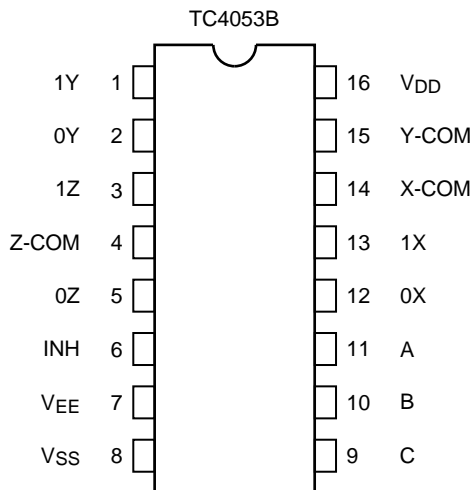 TC4053B
1Y 1 16 VDD
0Y 2 15 Y-COM
1Z 3 14 X-COM
Z-COM 4 13 1X
0Z 5 12 0X
INH 6 11 A
VEE 7 10 B
VSS 8 9 C